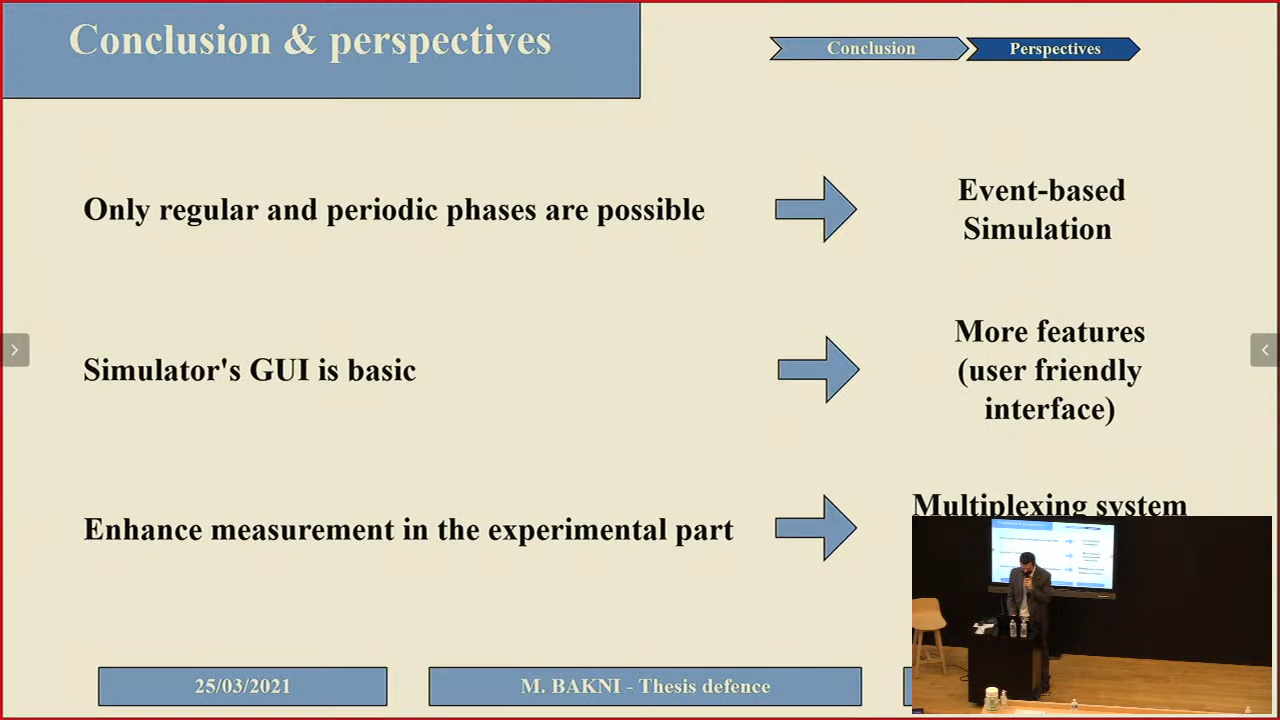 Conclusion & perspectives
Conclusion
Perspectives
Only regular and periodic phases are possible
Event-based
Simulation
Simulator's GUI is basic
More features
(user friendly
interface)
Enhance measurement in the experimental part
Multiplexing system
25/03/2021
M. BAKNI - Thesis defence